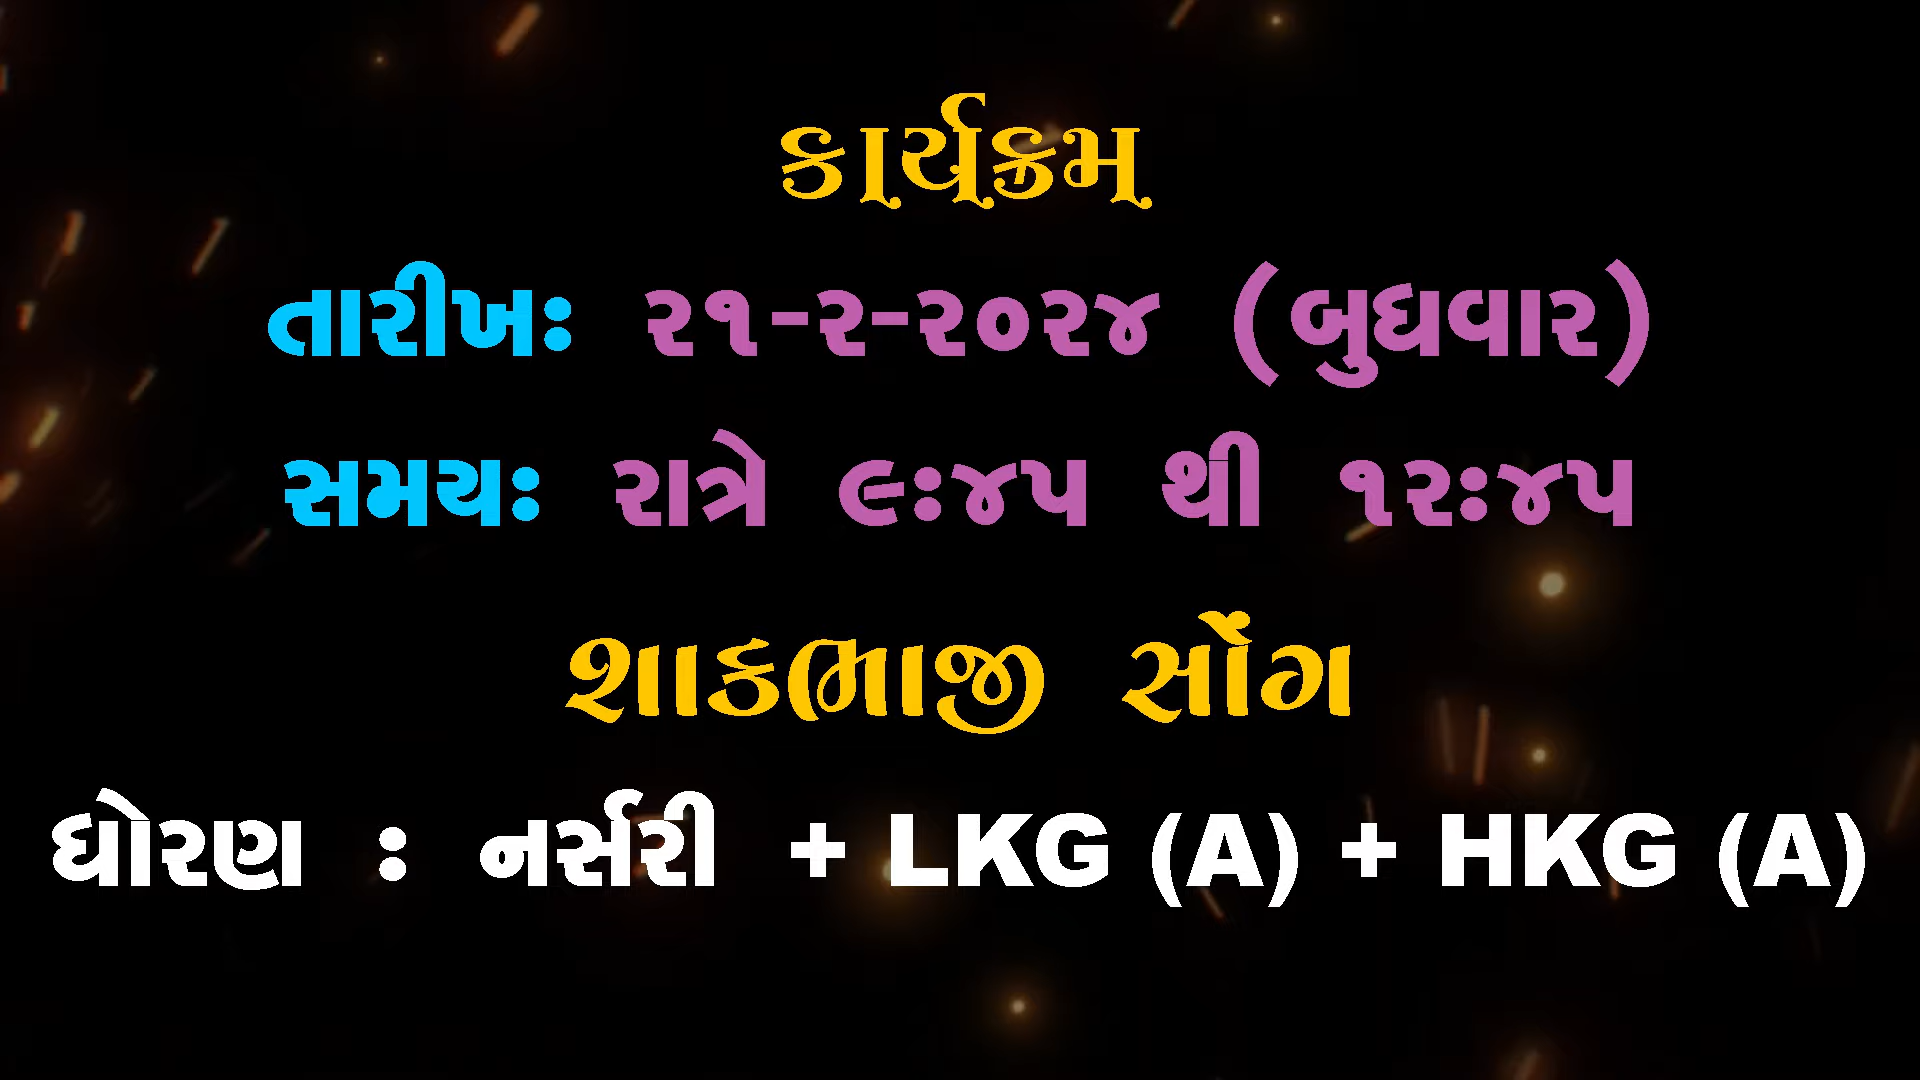 કાર્યક્રમ
તારીખઃ ૨૧-૨-૨૦૨૪ (બુધવાર)
સમયઃ રાત્રે ૯ઃ૪૫ થી ૧૨ઃ૪૫
શાકભાજી સોંગ
ધોરણ : નર્સરી + LKG (A) + HKG (A)